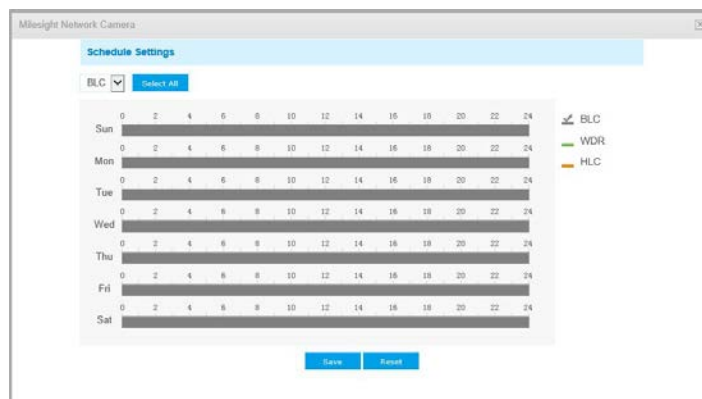 Milesight Network Camera
Schedule Settings
BLC Select All
0 2 4 6 8 10 12 14 16 18 20 22 24
Sun
0 2 4 6 8 10 12 14 16 18 20 22 24
Mon
0 2 4 6 8 10 12 14 16 18 20 22 24
Tue
0 2 4 6 8 10 12 14 16 18 20 22 24
Wed
0 2 4 6 8 10 12 14 16 18 20 22 24
Thu
0 2 4 6 8 10 12 14 16 18 20 22 24
Fri
0 2 4 6 8 10 12 14 16 18 20 22 24
Sat
BLC
WDR
HLC
Save Reset